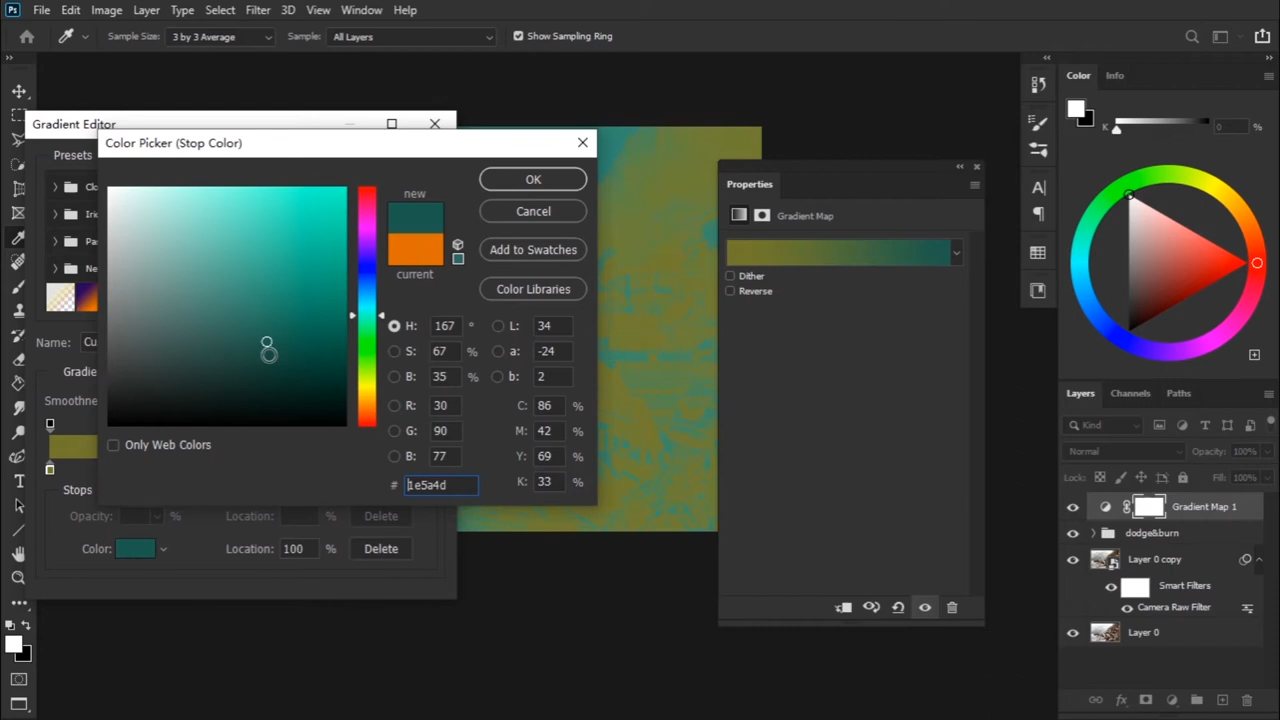 Ps File Edit Image Layer Type Select Filter 3D View Window Help
Sample Size: 3 by 3 Average Sample: All Layers Show Sampling Ring
Gradient Editor
Color Picker (Stop Color)
Presets
new
current
OK
Cancel
Add to Swatches
Color Libraries
H: 167 °
S: 67 %
B: 35 %
R: 30
G: 90
B: 77
# 1e5a4d
L: 34
a: -24
b: 2
C: 86 %
M: 42 %
Y: 69 %
K: 33 %
Only Web Colors
Name: Cu
Gradie
Smoothne
Stops
Opacity: % Location: Delete
Color: Location: 100 % Delete
Properties
Gradient Map
Dither
Reverse
Color Info
K 0 %
Layers Channels Paths
Kind
Normal Opacity: 100%
Lock: Fill: 100%
Gradient Map 1
dodge&burn
Layer 0 copy
Smart Filters
Camera Raw Filter
Layer 0